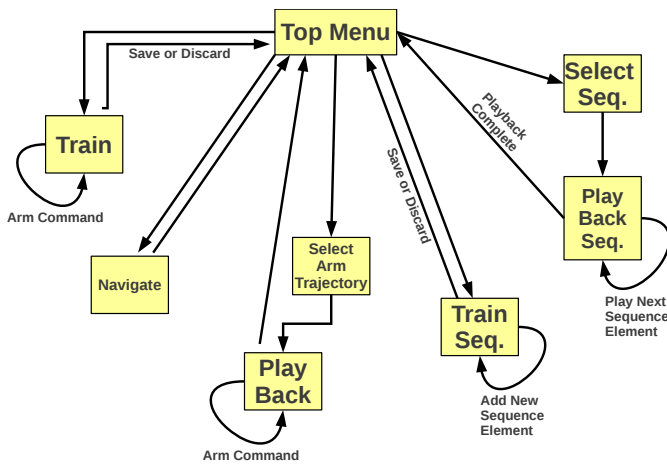 Top Menu
Save or Discard
Select
Seq.
Playback
Complete
Train
Arm Command
Save or Discard
Play
Back
Seq.
Select
Arm
Trajectory
Navigate
Play Next
Sequence
Element
Train
Seq.
Play
Back
Add New
Sequence
Element
Arm Command